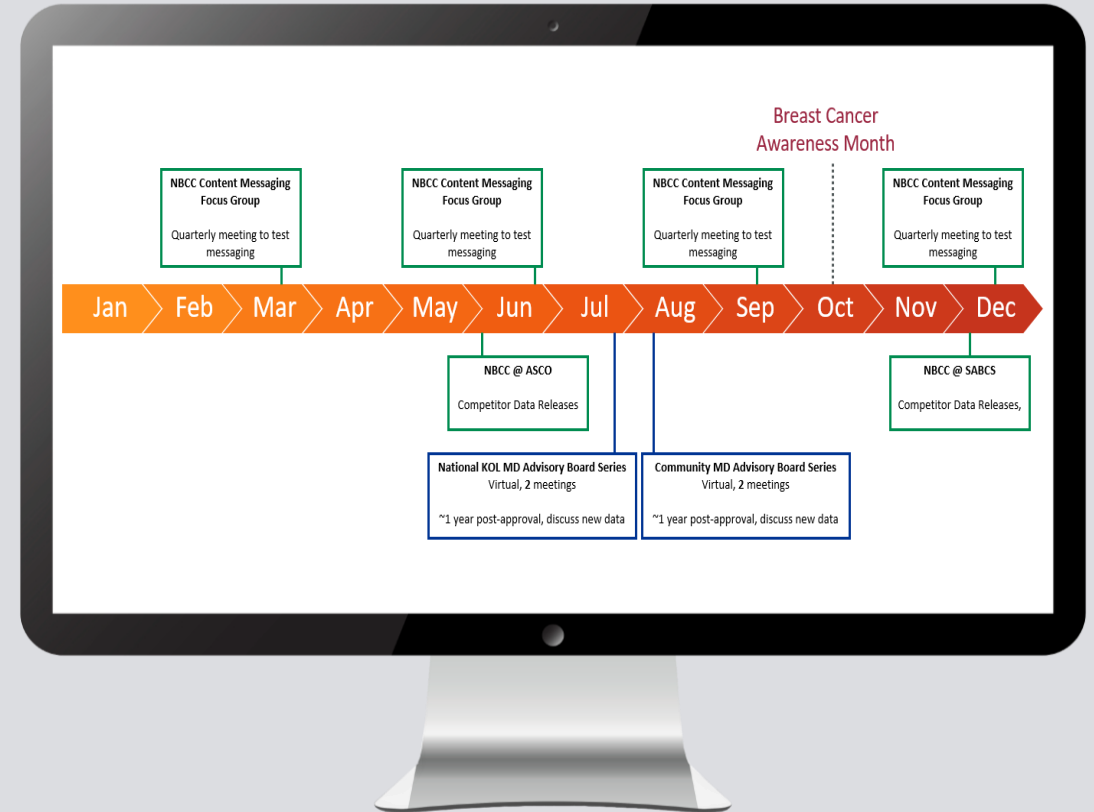 Breast Cancer
Awareness Month
NBCC Content Messaging
Focus Group
Quarterly meeting to test
messaging
NBCC Content Messaging
Focus Group
Quarterly meeting to test
messaging
NBCC Content Messaging
Focus Group
Quarterly meeting to test
messaging
NBCC Content Messaging
Focus Group
Quarterly meeting to test
messaging
Jan Feb Mar Apr May Jun Jul Aug Sep Oct Nov Dec
NBCC @ ASCO
Competitor Data Releases
NBCC @ SABCS
Competitor Data Releases,
National KOL MD Advisory Board Series
Virtual, 2 meetings
~1 year post-approval, discuss new data
Community MD Advisory Board Series
Virtual, 2 meetings
~1 year post-approval, discuss new data